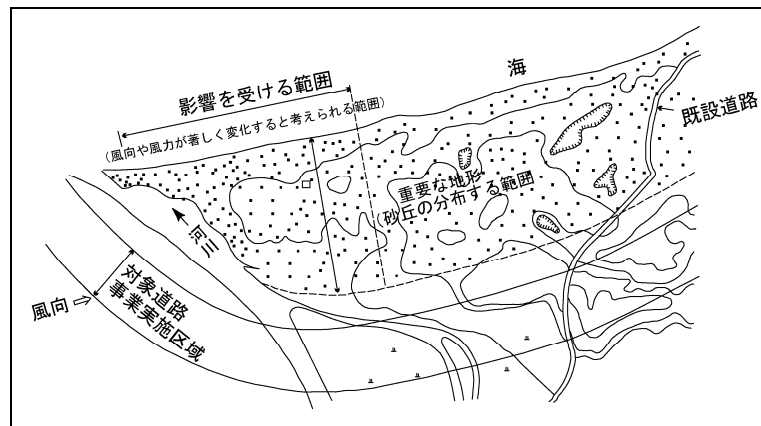 海
影響を受ける範囲
(風向や風力が著しく変化すると考えられる範囲)
既設道路
重要な地形
(砂丘の分布する範囲)
河川
対象道路
事業実施区域
風向⇨